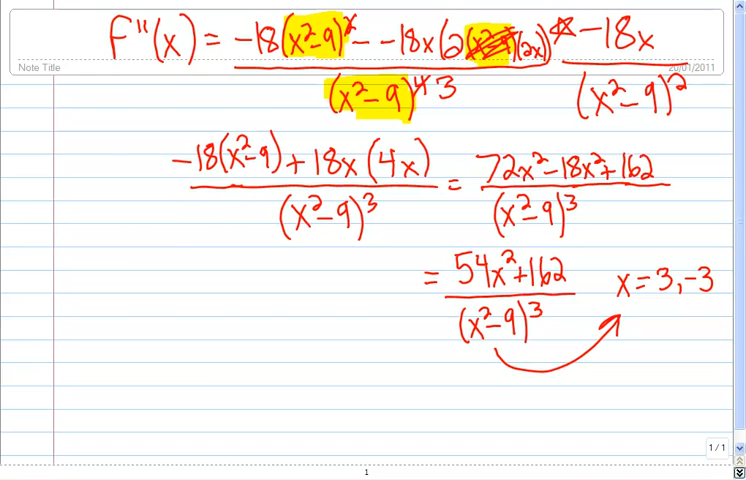 F''(x) = (-18(x²-9)² - -18x(2(x²-9)(2x)))/(x²-9)⁴ 3   -18x/(x²-9)²
Note Title
20/01/2011
(-18(x²-9)+18x(4x))/(x²-9)³ = (72x²-18x²+162)/(x²-9)³
= (54x²+162)/(x²-9)³   x=3,-3
1 / 1
1